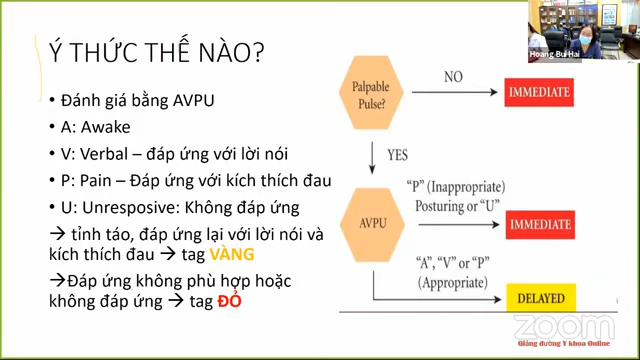 Hoang Bui Hai
Ý THỨC THẾ NÀO?
• Đánh giá bằng AVPU
• A: Awake
• V: Verbal – đáp ứng với lời nói
• P: Pain – Đáp ứng với kích thích đau
• U: Unresposive: Không đáp ứng
→ tỉnh táo, đáp ứng lại với lời nói và
kích thích đau → tag VÀNG
→Đáp ứng không phù hợp hoặc
không đáp ứng → tag ĐỎ
Palpable
Pulse?
NO
IMMEDIATE
YES
AVPU
"P" (Inappropriate)
Posturing or "U"
IMMEDIATE
"A", "V" or "P"
(Appropriate)
DELAYED
zoom
Giảng đường Y khoa Online